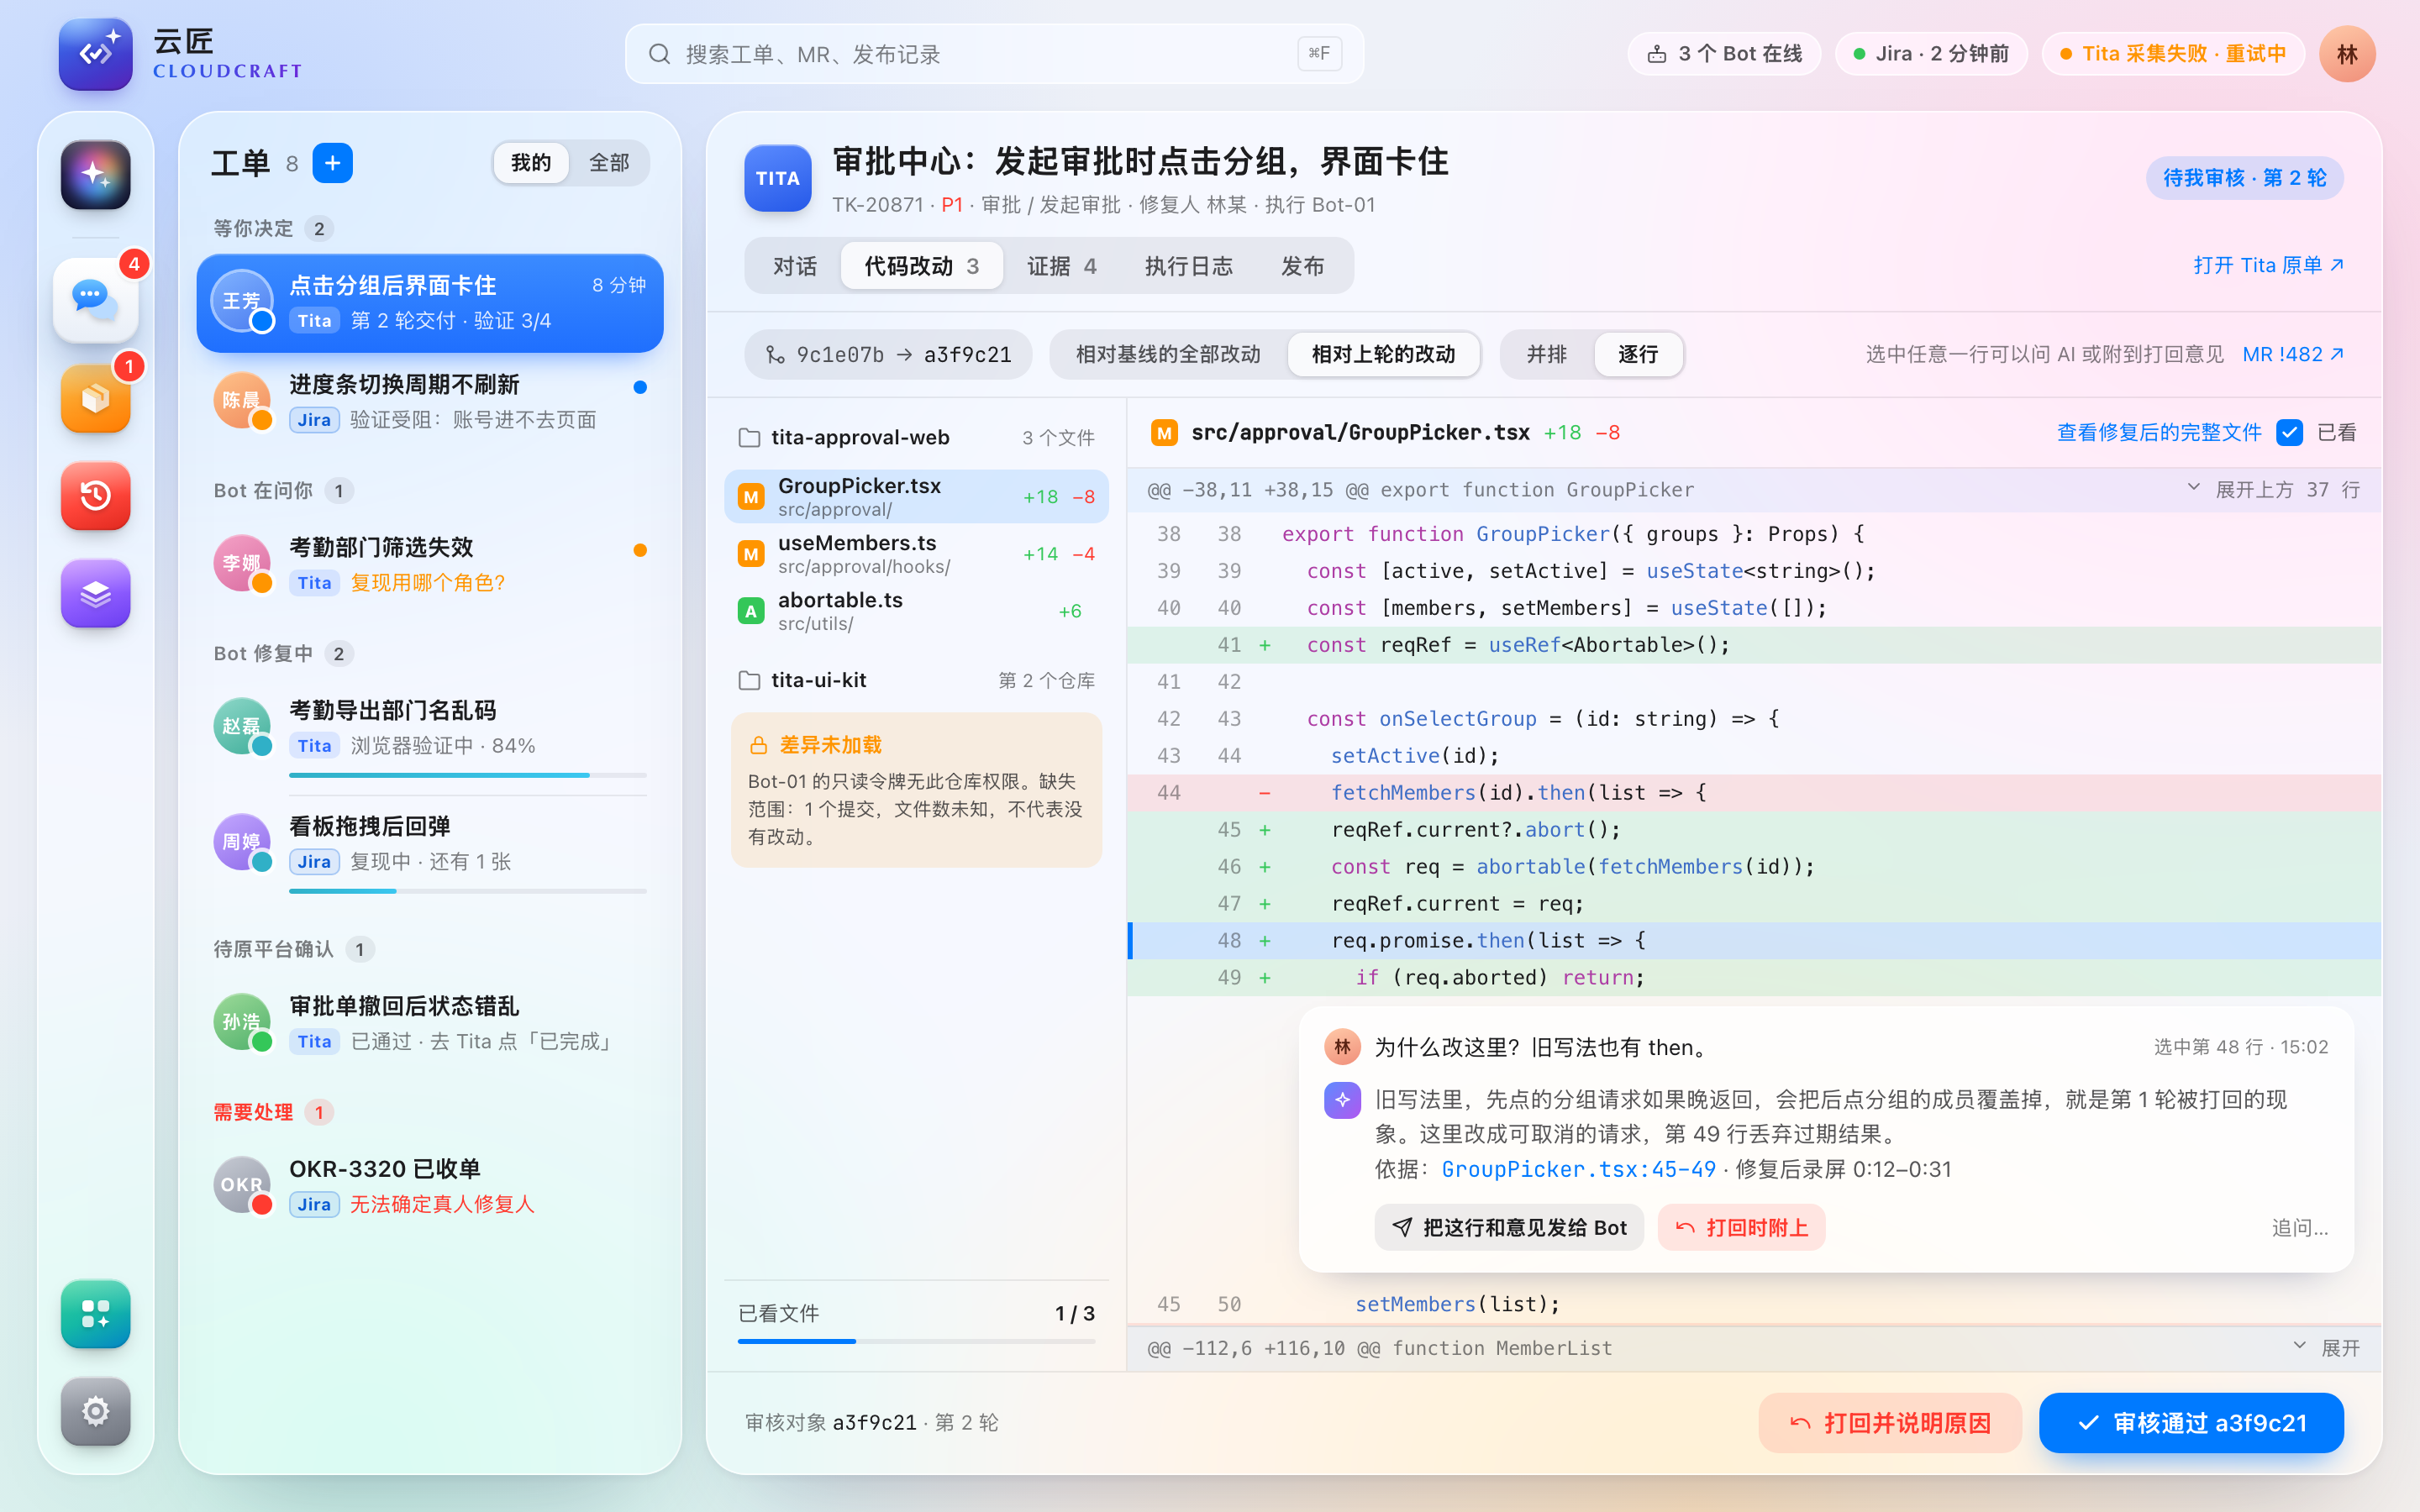 云匠
CLOUDCRAFT
搜索工单、MR、发布记录
⌘F
3 个 Bot 在线
Jira · 2 分钟前
Tita 采集失败 · 重试中
林
4
1
工单 8
我的 全部
等你决定 2
王芳
点击分组后界面卡住
8 分钟
Tita 第 2 轮交付 · 验证 3/4
陈晨
进度条切换周期不刷新
Jira 验证受阻：账号进不去页面
Bot 在问你 1
李娜
考勤部门筛选失效
Tita 复现用哪个角色?
Bot 修复中 2
赵磊
考勤导出部门名乱码
Tita 浏览器验证中 · 84%
周婷
看板拖拽后回弹
Jira 复现中 · 还有 1 张
待原平台确认 1
孙浩
审批单撤回后状态错乱
Tita 已通过 · 去 Tita 点「已完成」
需要处理 1
OKR
OKR-3320 已收单
Jira 无法确定真人修复人
TITA
审批中心：发起审批时点击分组，界面卡住
TK-20871 · P1 · 审批 / 发起审批 · 修复人 林某 · 执行 Bot-01
待我审核 · 第 2 轮
对话 代码改动 3 证据 4 执行日志 发布
打开 Tita 原单 ↗
9c1e07b → a3f9c21
相对基线的全部改动 相对上轮的改动
并排 逐行
选中任意一行可以问 AI 或附到打回意见
MR !482 ↗
tita-approval-web 3 个文件
M GroupPicker.tsx +18 −8
src/approval/
M useMembers.ts +14 −4
src/approval/hooks/
A abortable.ts +6
src/utils/
tita-ui-kit 第 2 个仓库
差异未加载
Bot-01 的只读令牌无此仓库权限。缺失
范围：1 个提交，文件数未知，不代表没
有改动。
已看文件 1 / 3
M src/approval/GroupPicker.tsx +18 −8
查看修复后的完整文件 已看
@@ −38,11 +38,15 @@ export function GroupPicker
展开上方 37 行
38 38 export function GroupPicker({ groups }: Props) {
39 39 const [active, setActive] = useState<string>();
40 40 const [members, setMembers] = useState([]);
41 + const reqRef = useRef<Abortable>();
41 42
42 43 const onSelectGroup = (id: string) => {
43 44 setActive(id);
44 − fetchMembers(id).then(list => {
45 + reqRef.current?.abort();
46 + const req = abortable(fetchMembers(id));
47 + reqRef.current = req;
48 + req.promise.then(list => {
49 + if (req.aborted) return;
林 为什么改这里？旧写法也有 then。
选中第 48 行 · 15:02
旧写法里，先点的分组请求如果晚返回，会把后点分组的成员覆盖掉，就是第 1 轮被打回的现
象。这里改成可取消的请求，第 49 行丢弃过期结果。
依据：GroupPicker.tsx:45–49 · 修复后录屏 0:12–0:31
把这行和意见发给 Bot
打回时附上
追问…
45 50 setMembers(list);
@@ −112,6 +116,10 @@ function MemberList
展开
审核对象 a3f9c21 · 第 2 轮
打回并说明原因
审核通过 a3f9c21